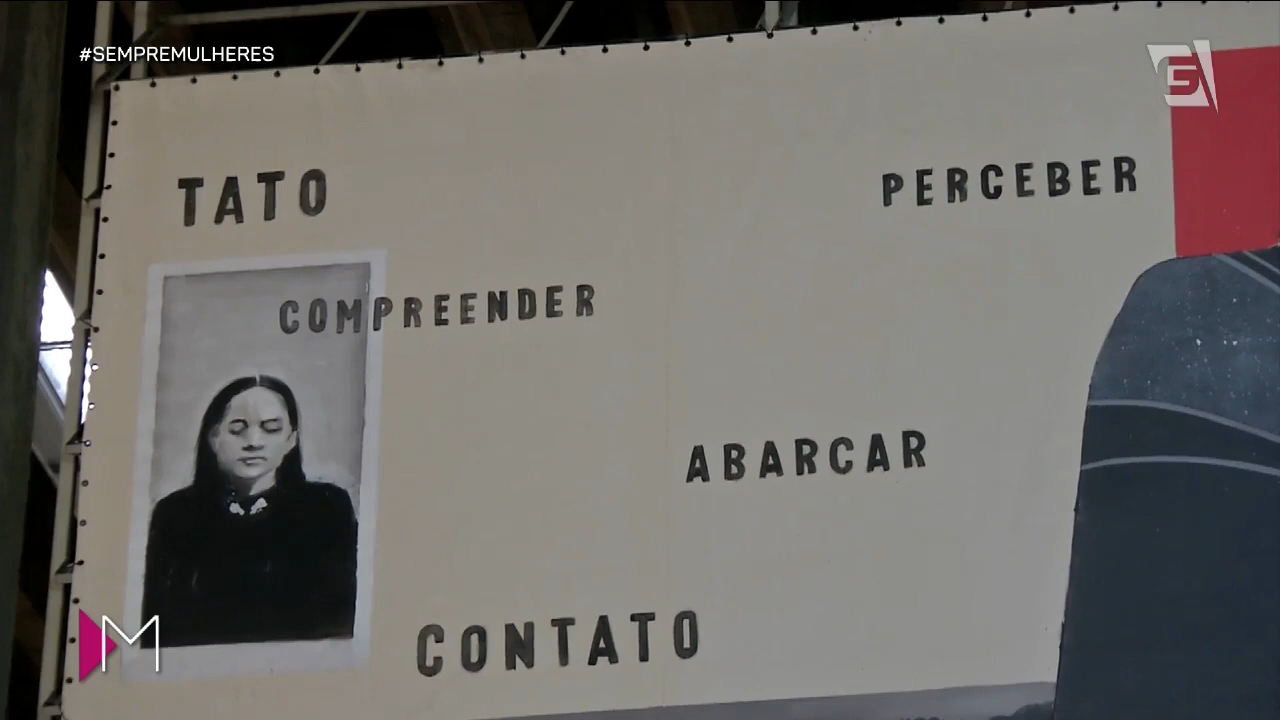 #SEMPREMULHERES
TATO
PERCEBER
COMPREENDER
ABARCAR
CONTATO
M